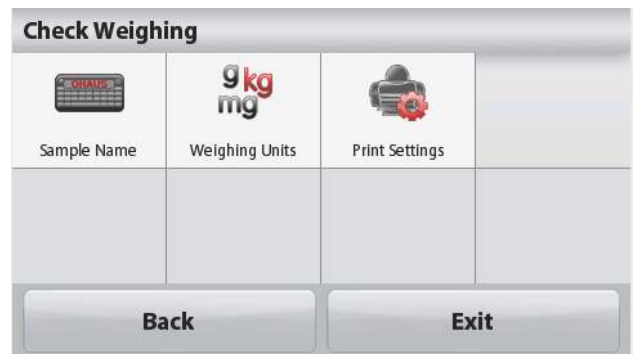 Check Weighing
OHAUS
g kg
mg
Sample Name
Weighing Units
Print Settings
Back
Exit